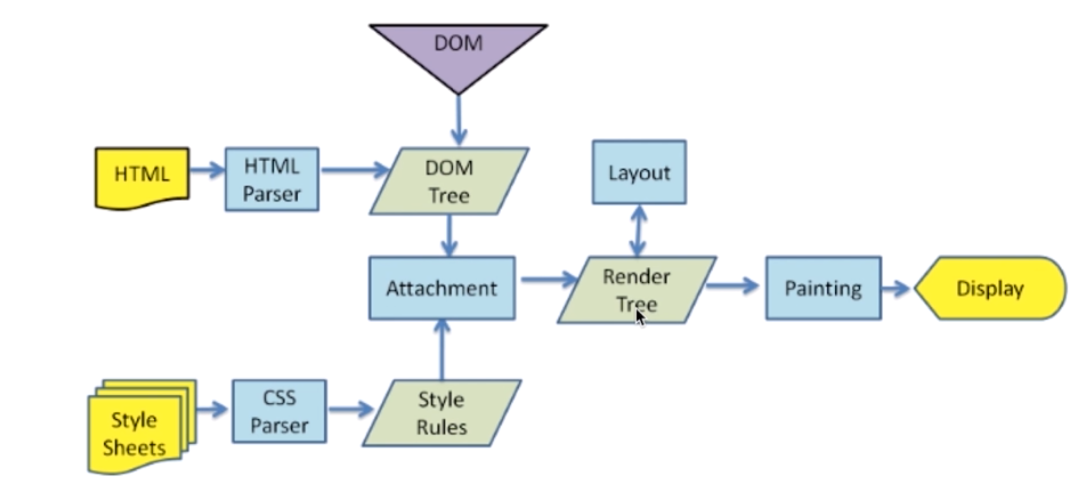 DOM
HTML
HTML
Parser
DOM
Tree
Layout
Attachment
Render
Tree
Painting
Display
Style
Sheets
CSS
Parser
Style
Rules